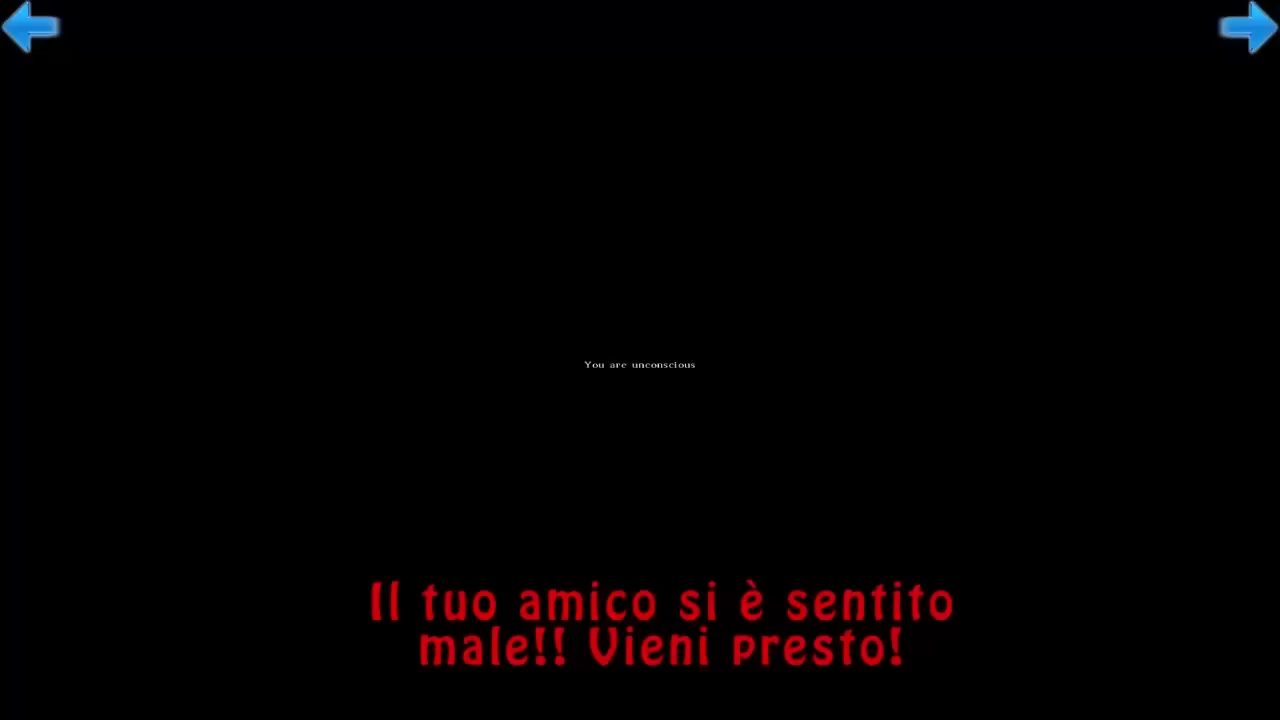 You are unconscious
Il tuo amico si è sentito
male!! Vieni presto!